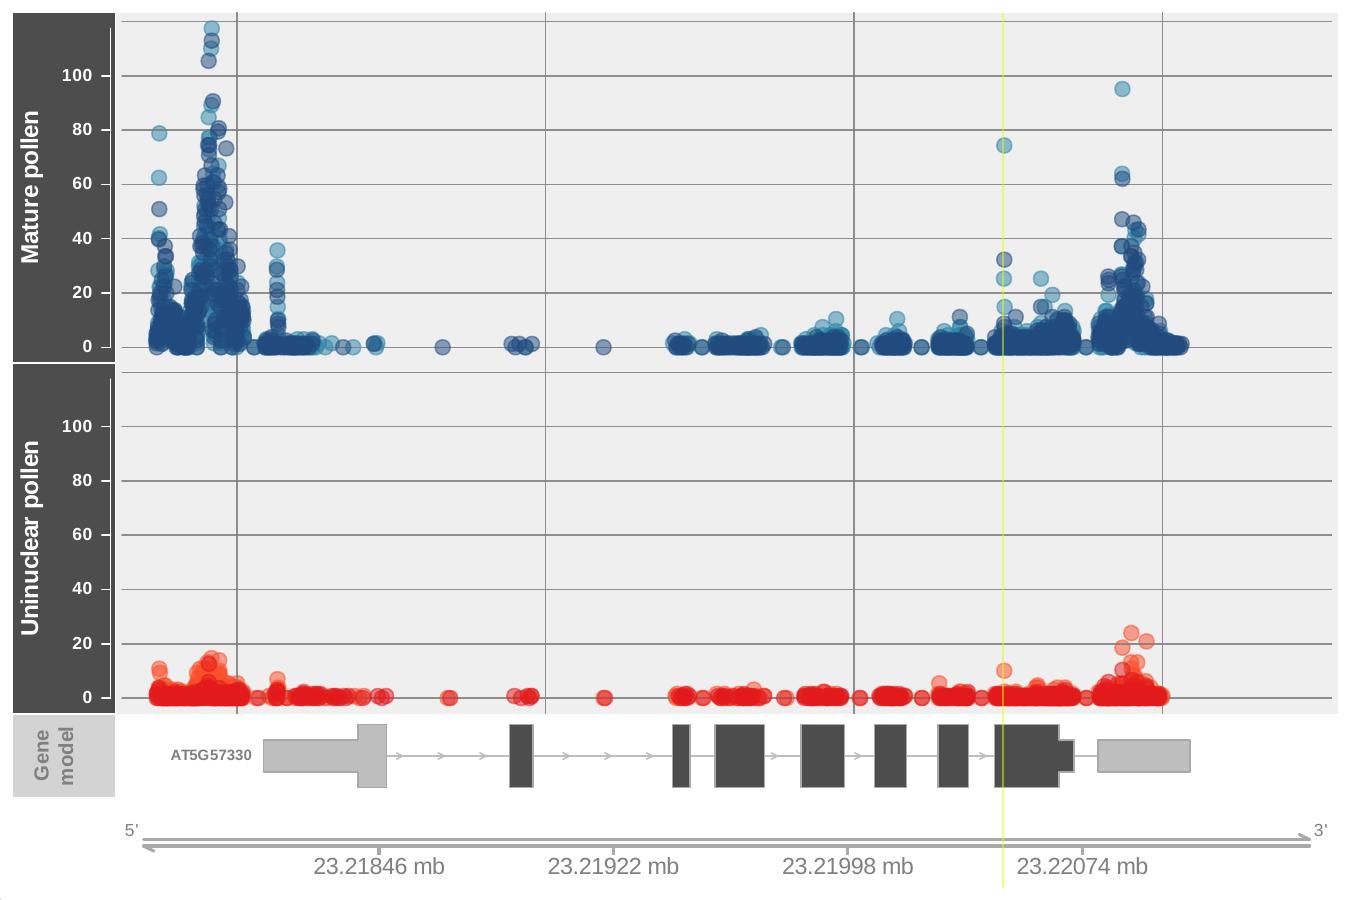 Mature pollen
100
80
60
40
20
0
Uninuclear pollen
100
80
60
40
20
0
Gene
model
AT5G57330
5'
3'
23.21846 mb
23.21922 mb
23.21998 mb
23.22074 mb